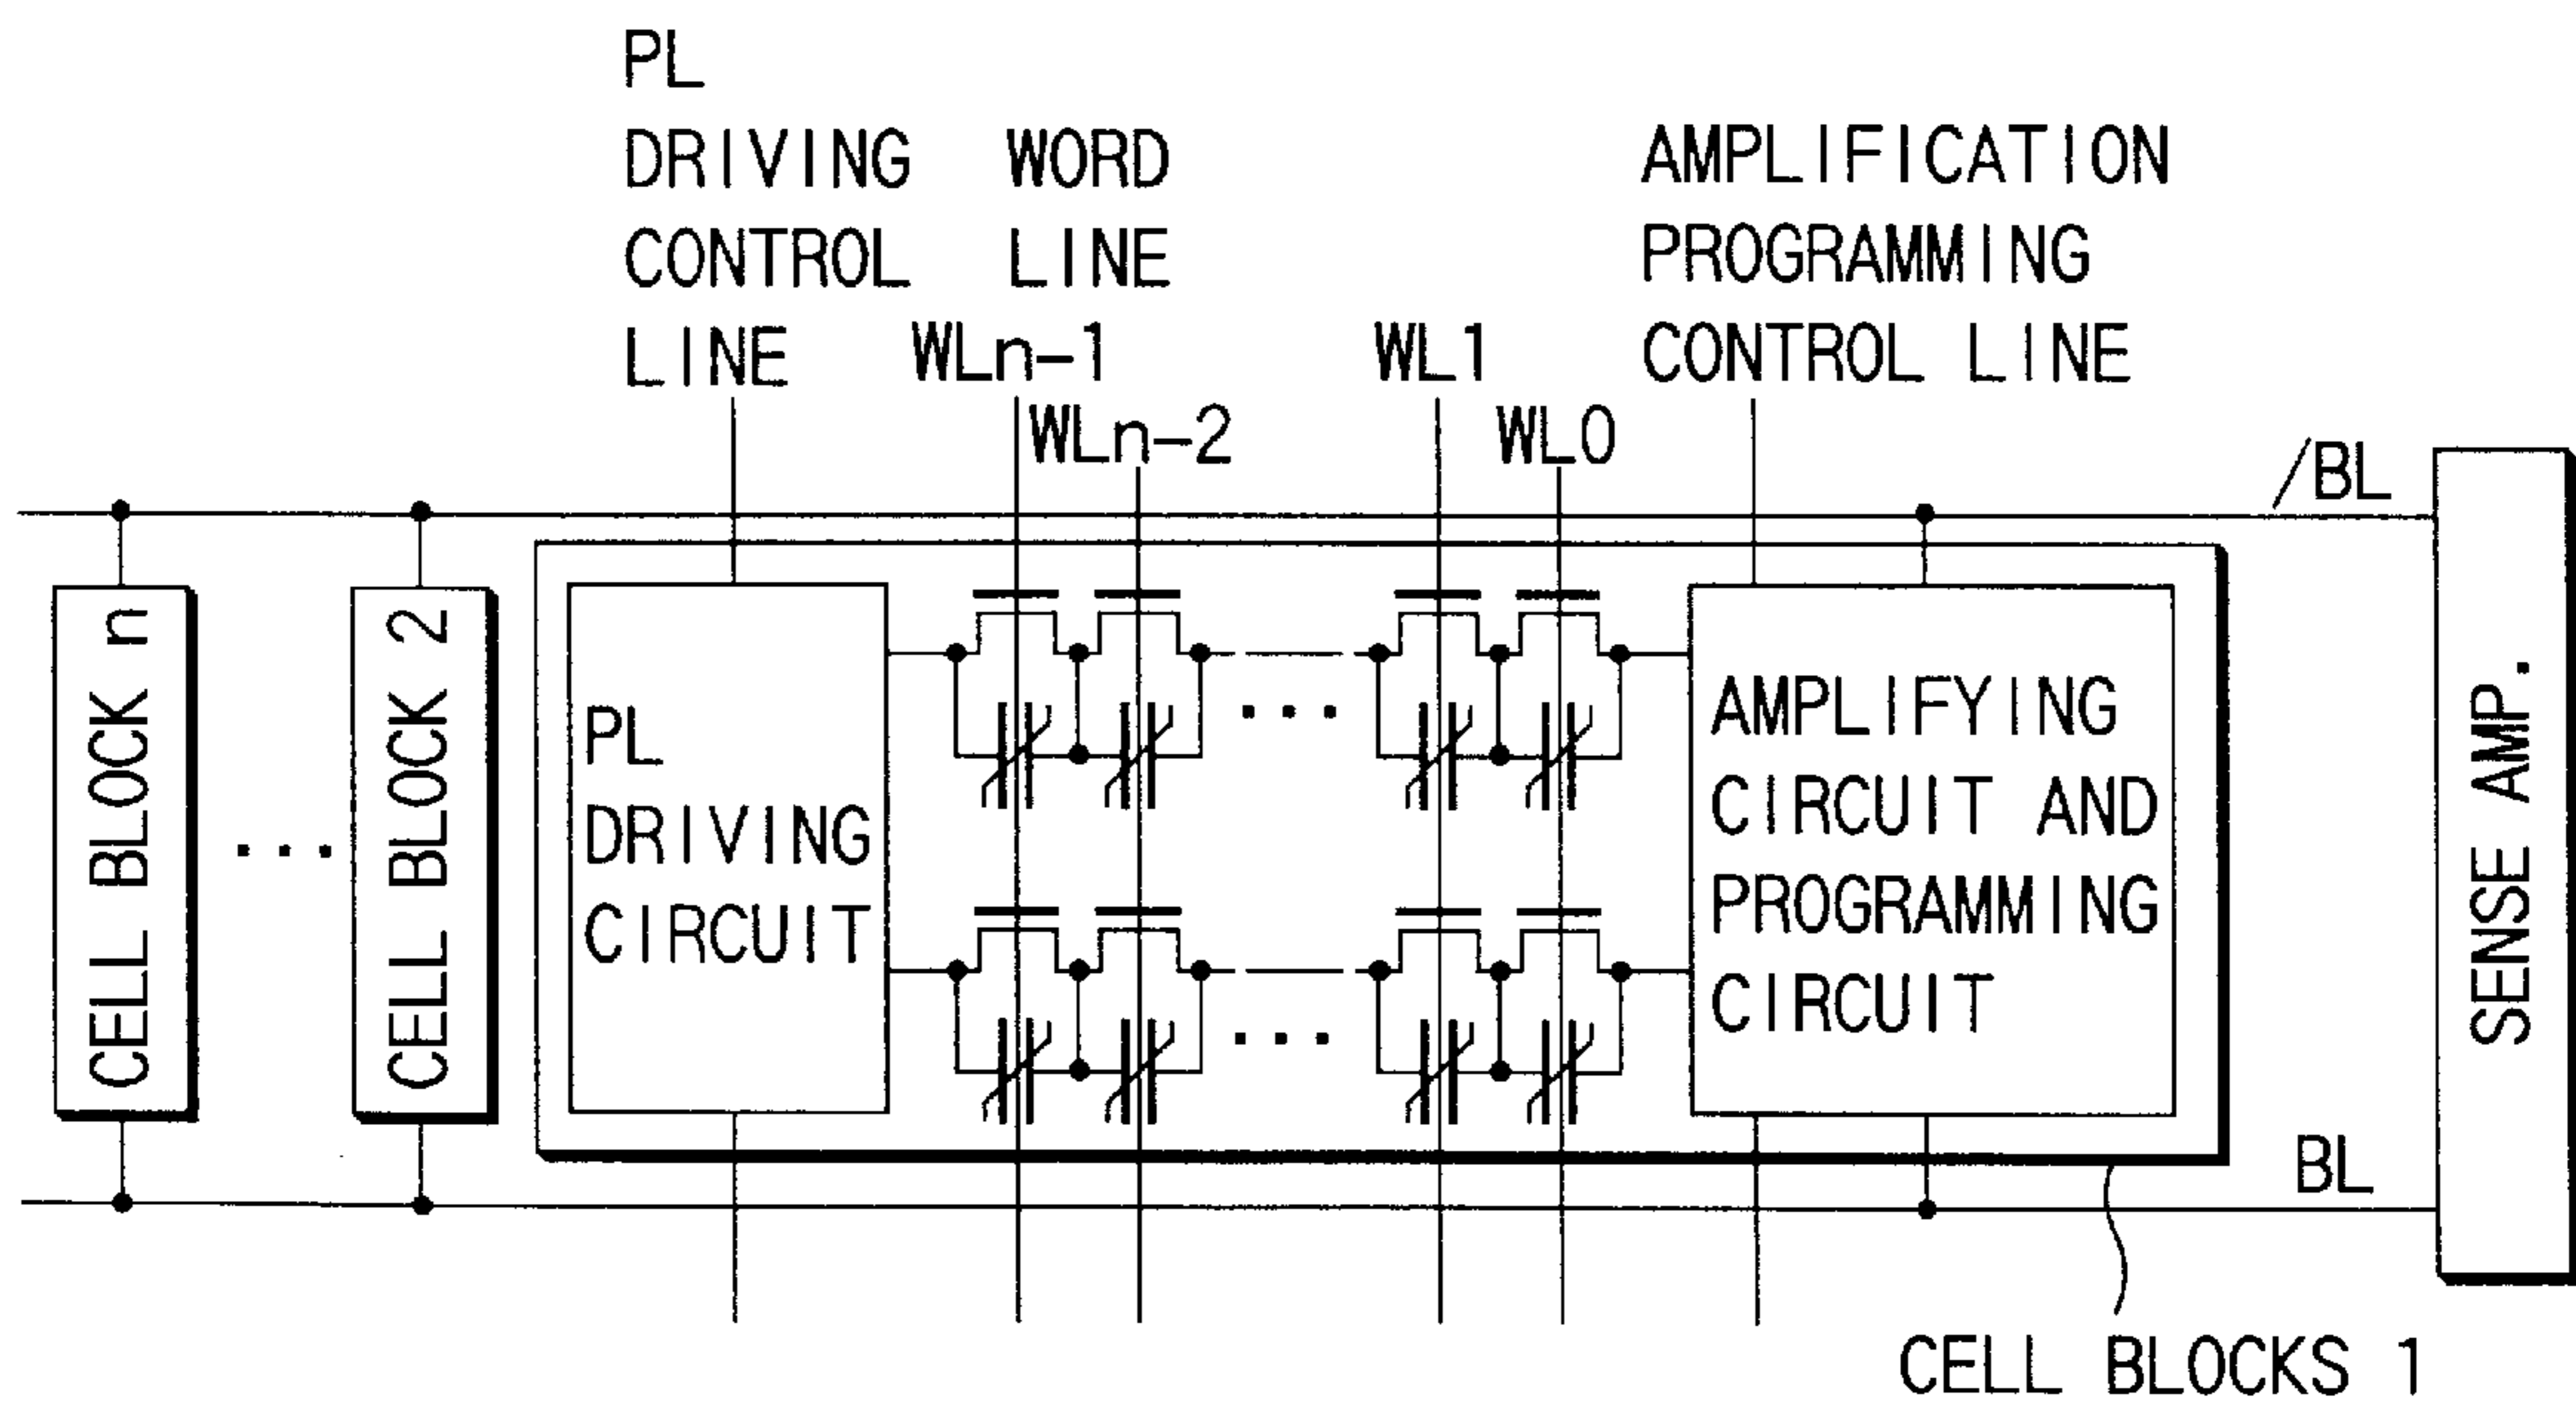 PL
DRIVING
CONTROL
LINE
WORD
LINE
WLn-1
WLn-2
WL1
WL0
AMPLIFICATION
PROGRAMMING
CONTROL LINE
/BL
CELL BLOCK n
...
CELL BLOCK 2
PL
DRIVING
CIRCUIT
...
...
AMPLIFYING
CIRCUIT AND
PROGRAMMING
CIRCUIT
SENSE AMP.
BL
CELL BLOCKS 1